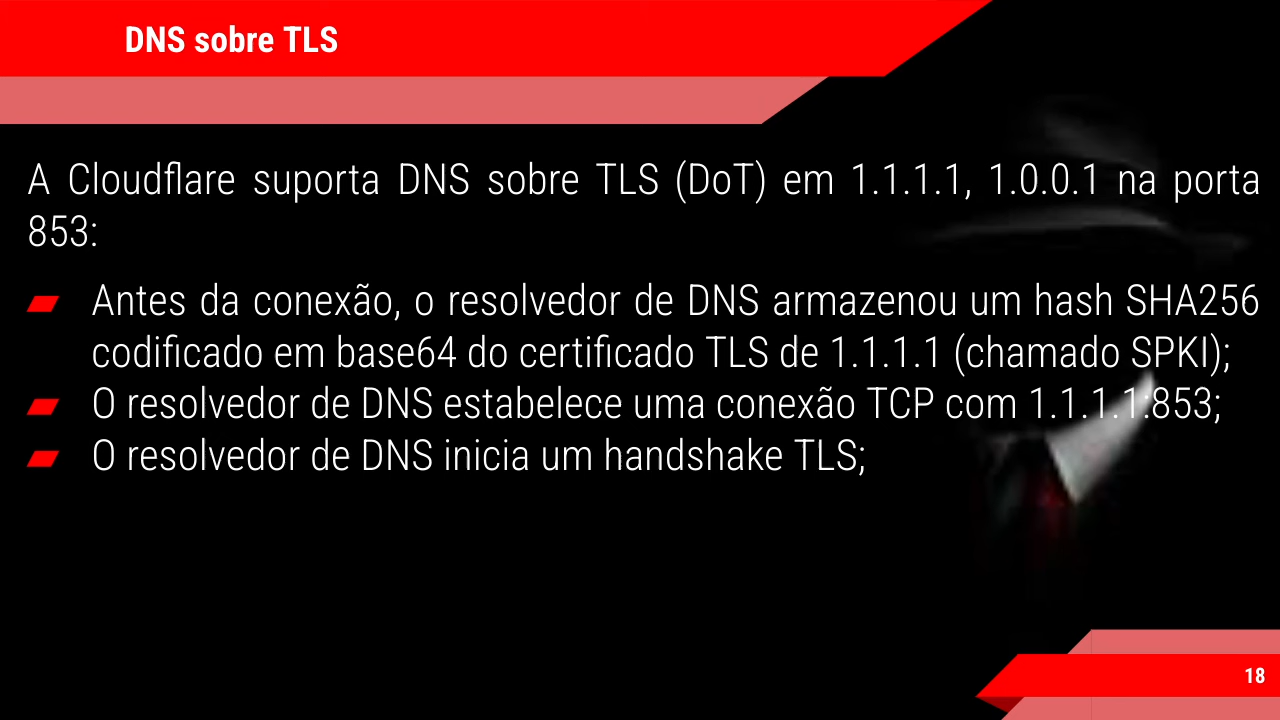 DNS sobre TLS
A Cloudflare suporta DNS sobre TLS (DoT) em 1.1.1.1, 1.0.0.1 na porta
853:
Antes da conexão, o resolvedor de DNS armazenou um hash SHA256
codificado em base64 do certificado TLS de 1.1.1.1 (chamado SPKI);
O resolvedor de DNS estabelece uma conexão TCP com 1.1.1.1:853;
O resolvedor de DNS inicia um handshake TLS;
18